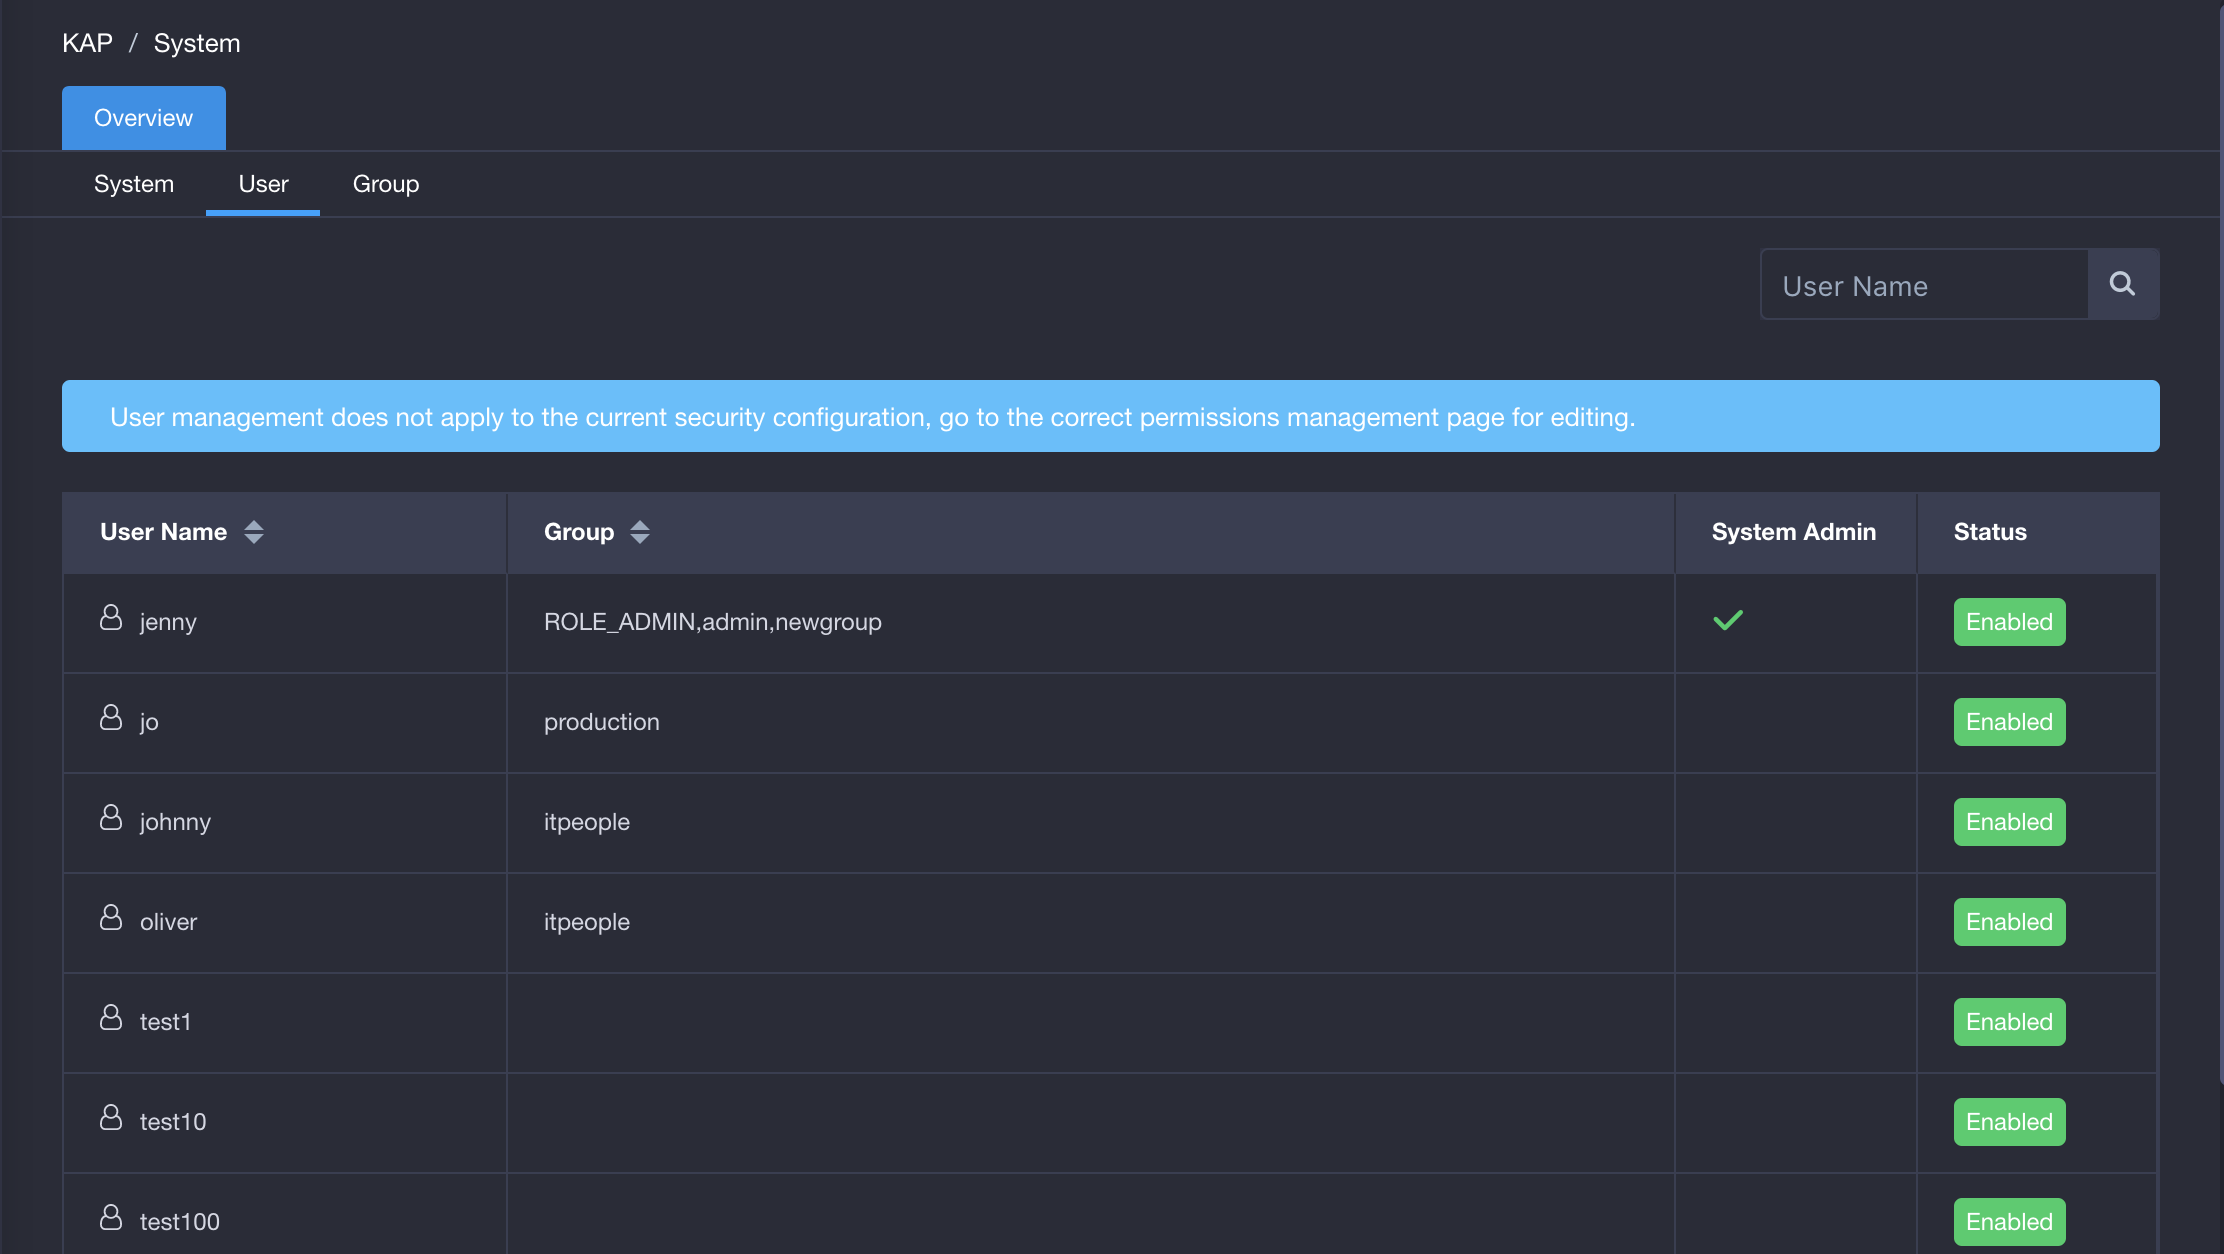 KAP / System
Overview
System User Group
User Name
User management does not apply to the current security configuration, go to the correct permissions management page for editing.
User Name Group System Admin Status
jenny ROLE_ADMIN,admin,newgroup Enabled
jo production Enabled
johnny itpeople Enabled
oliver itpeople Enabled
test1 Enabled
test10 Enabled
test100 Enabled